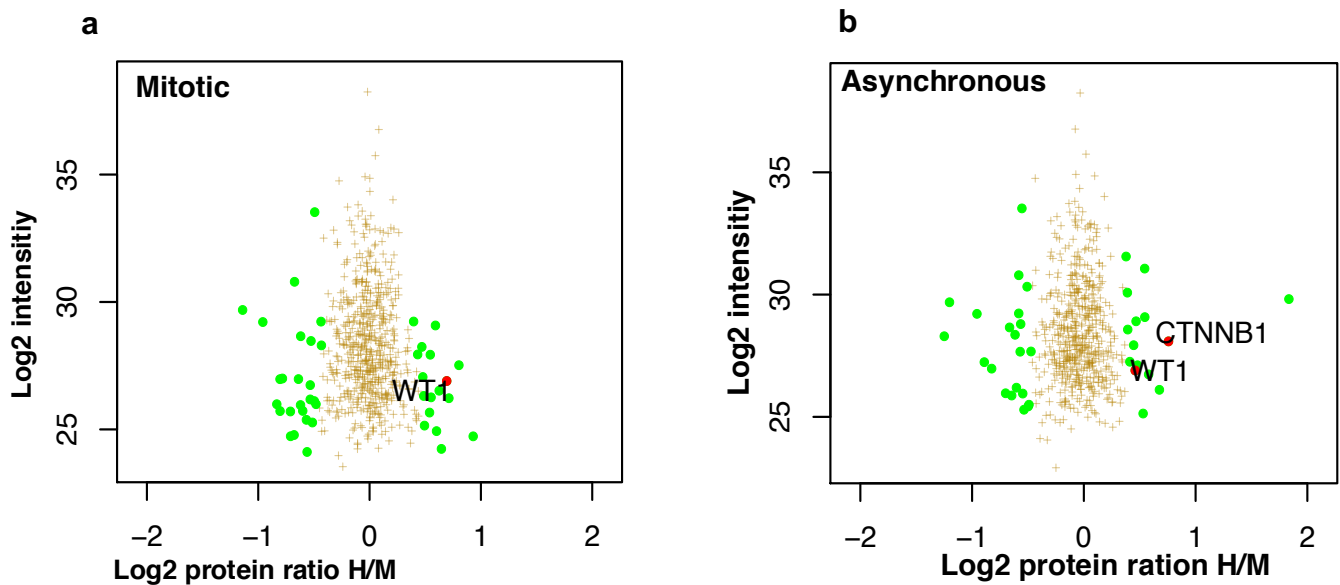 a
Mitotic
Log2 intensitiy
35
30
25
WT1
−2 −1 0 1 2
Log2 protein ratio H/M
b
Asynchronous
Log2 intensitiy
35
30
25
CTNNB1
WT1
−2 −1 0 1 2
Log2 protein ration H/M